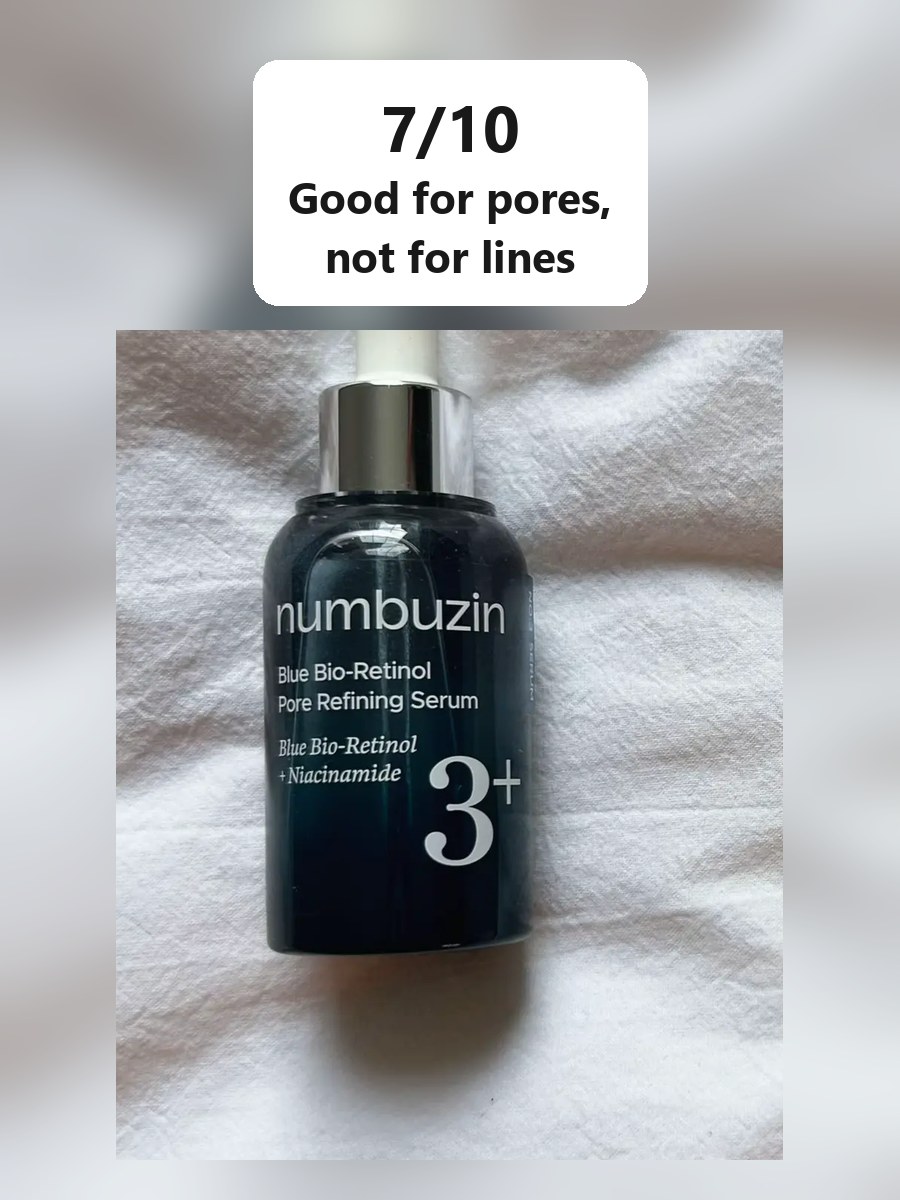 7/10
Good for pores,
not for lines
numbuzin
Blue Bio-Retinol
Pore Refining Serum
Blue Bio-Retinol
+ Niacinamide
3+